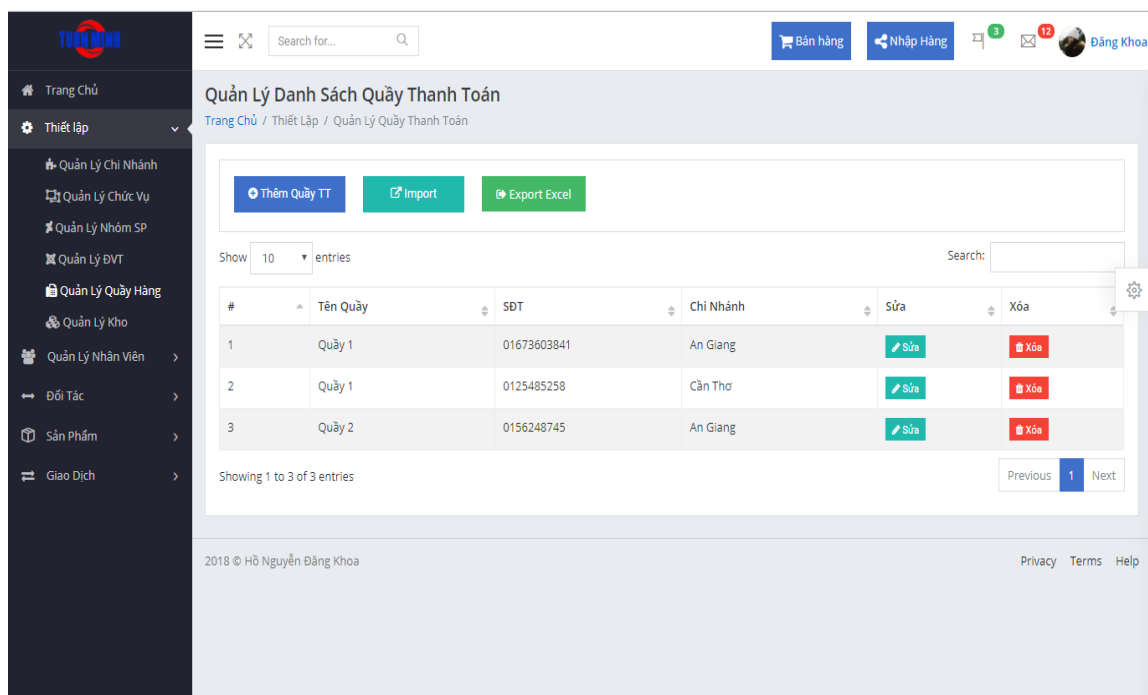 TOÀN MINH
Search for...
Bán hàng
Nhập Hàng
3
12
Đăng Khoa
Trang Chủ
Thiết lập
Quản Lý Chi Nhánh
Quản Lý Chức Vụ
Quản Lý Nhóm SP
Quản Lý ĐVT
Quản Lý Quầy Hàng
Quản Lý Kho
Quản Lý Nhân Viên
Đối Tác
Sản Phẩm
Giao Dịch
Quản Lý Danh Sách Quầy Thanh Toán
Trang Chủ / Thiết Lập / Quản Lý Quầy Thanh Toán
Thêm Quầy TT Import Export Excel
Show 10 entries Search:
# Tên Quầy SĐT Chi Nhánh Sửa Xóa
1 Quầy 1 01673603841 An Giang Sửa Xóa
2 Quầy 1 0125485258 Cần Thơ Sửa Xóa
3 Quầy 2 0156248745 An Giang Sửa Xóa
Showing 1 to 3 of 3 entries Previous 1 Next
2018 © Hồ Nguyễn Đăng Khoa Privacy Terms Help